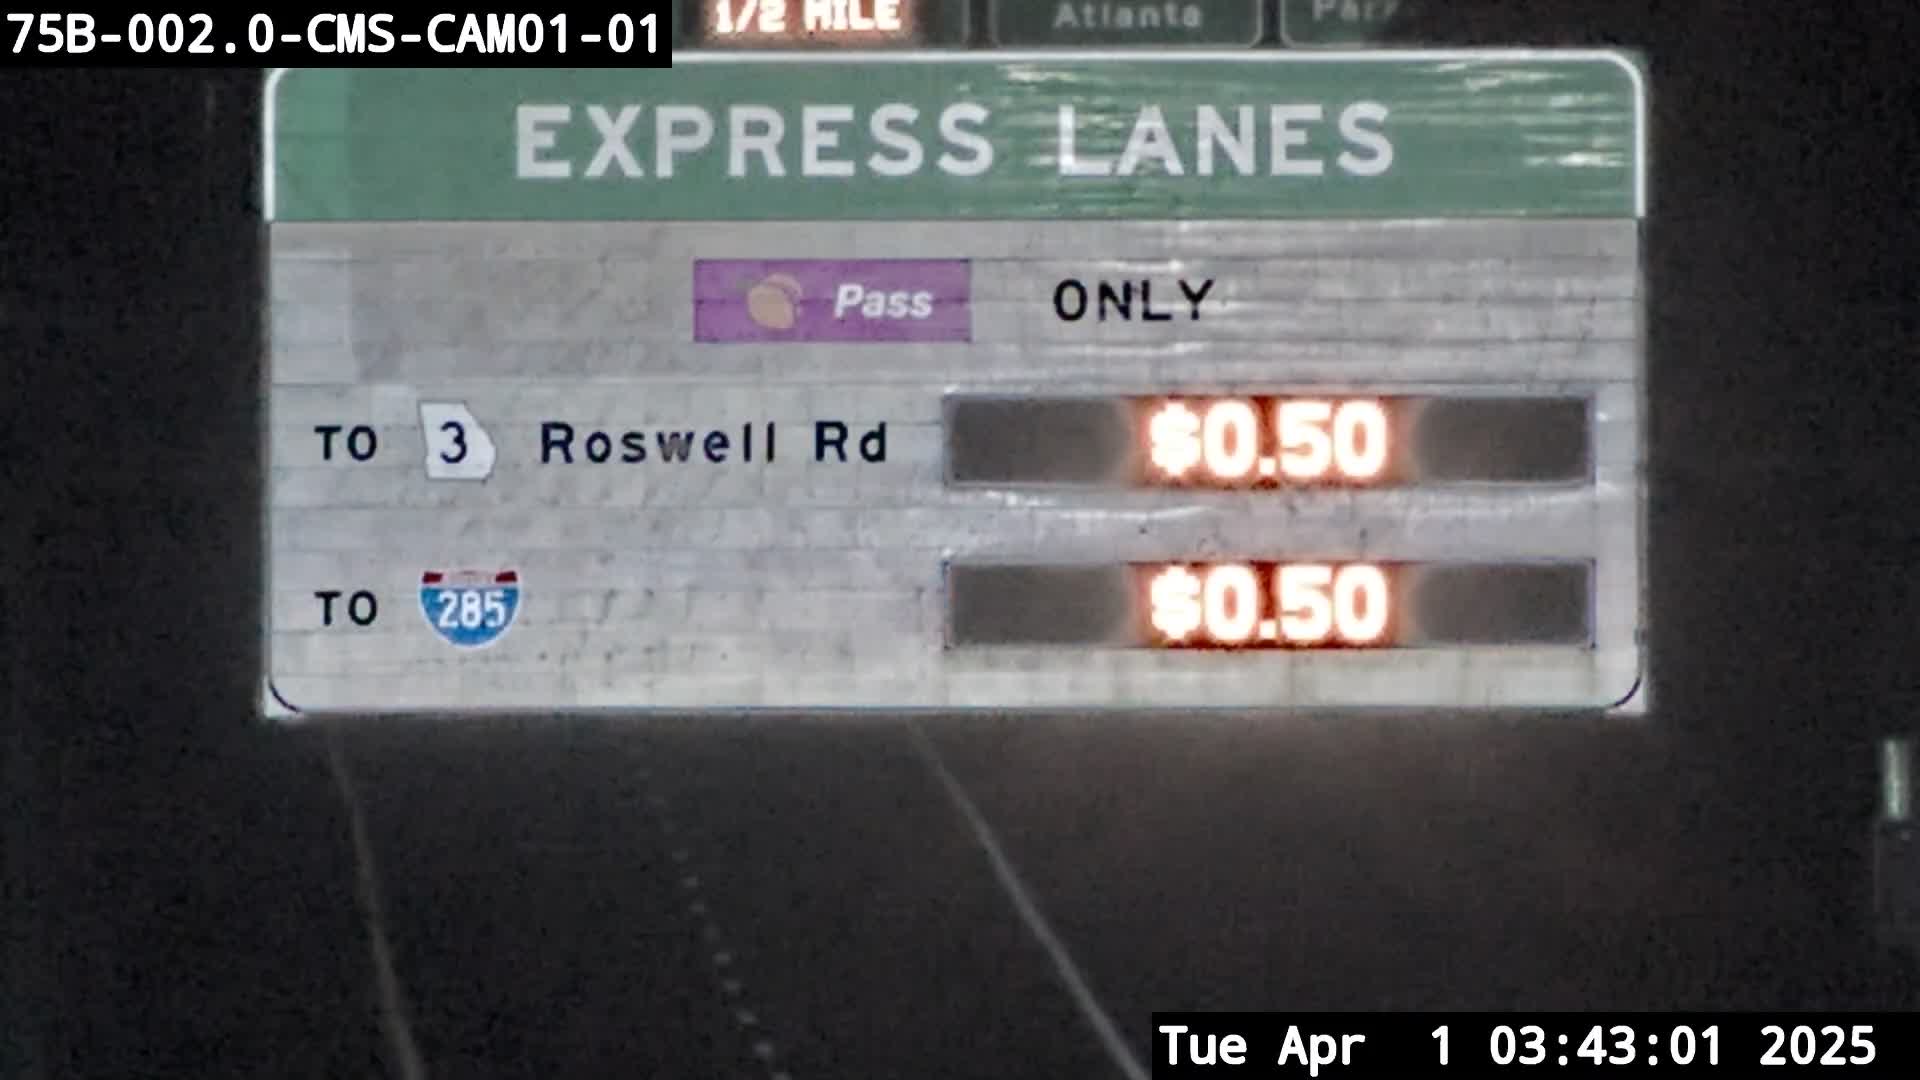 75B-002.0-CMS-CAM01-01
1/2 MILE
Atlanta
EXPRESS LANES
Pass ONLY
TO 3 Roswell Rd $0.50
TO 285 $0.50
Tue Apr 1 03:43:01 2025